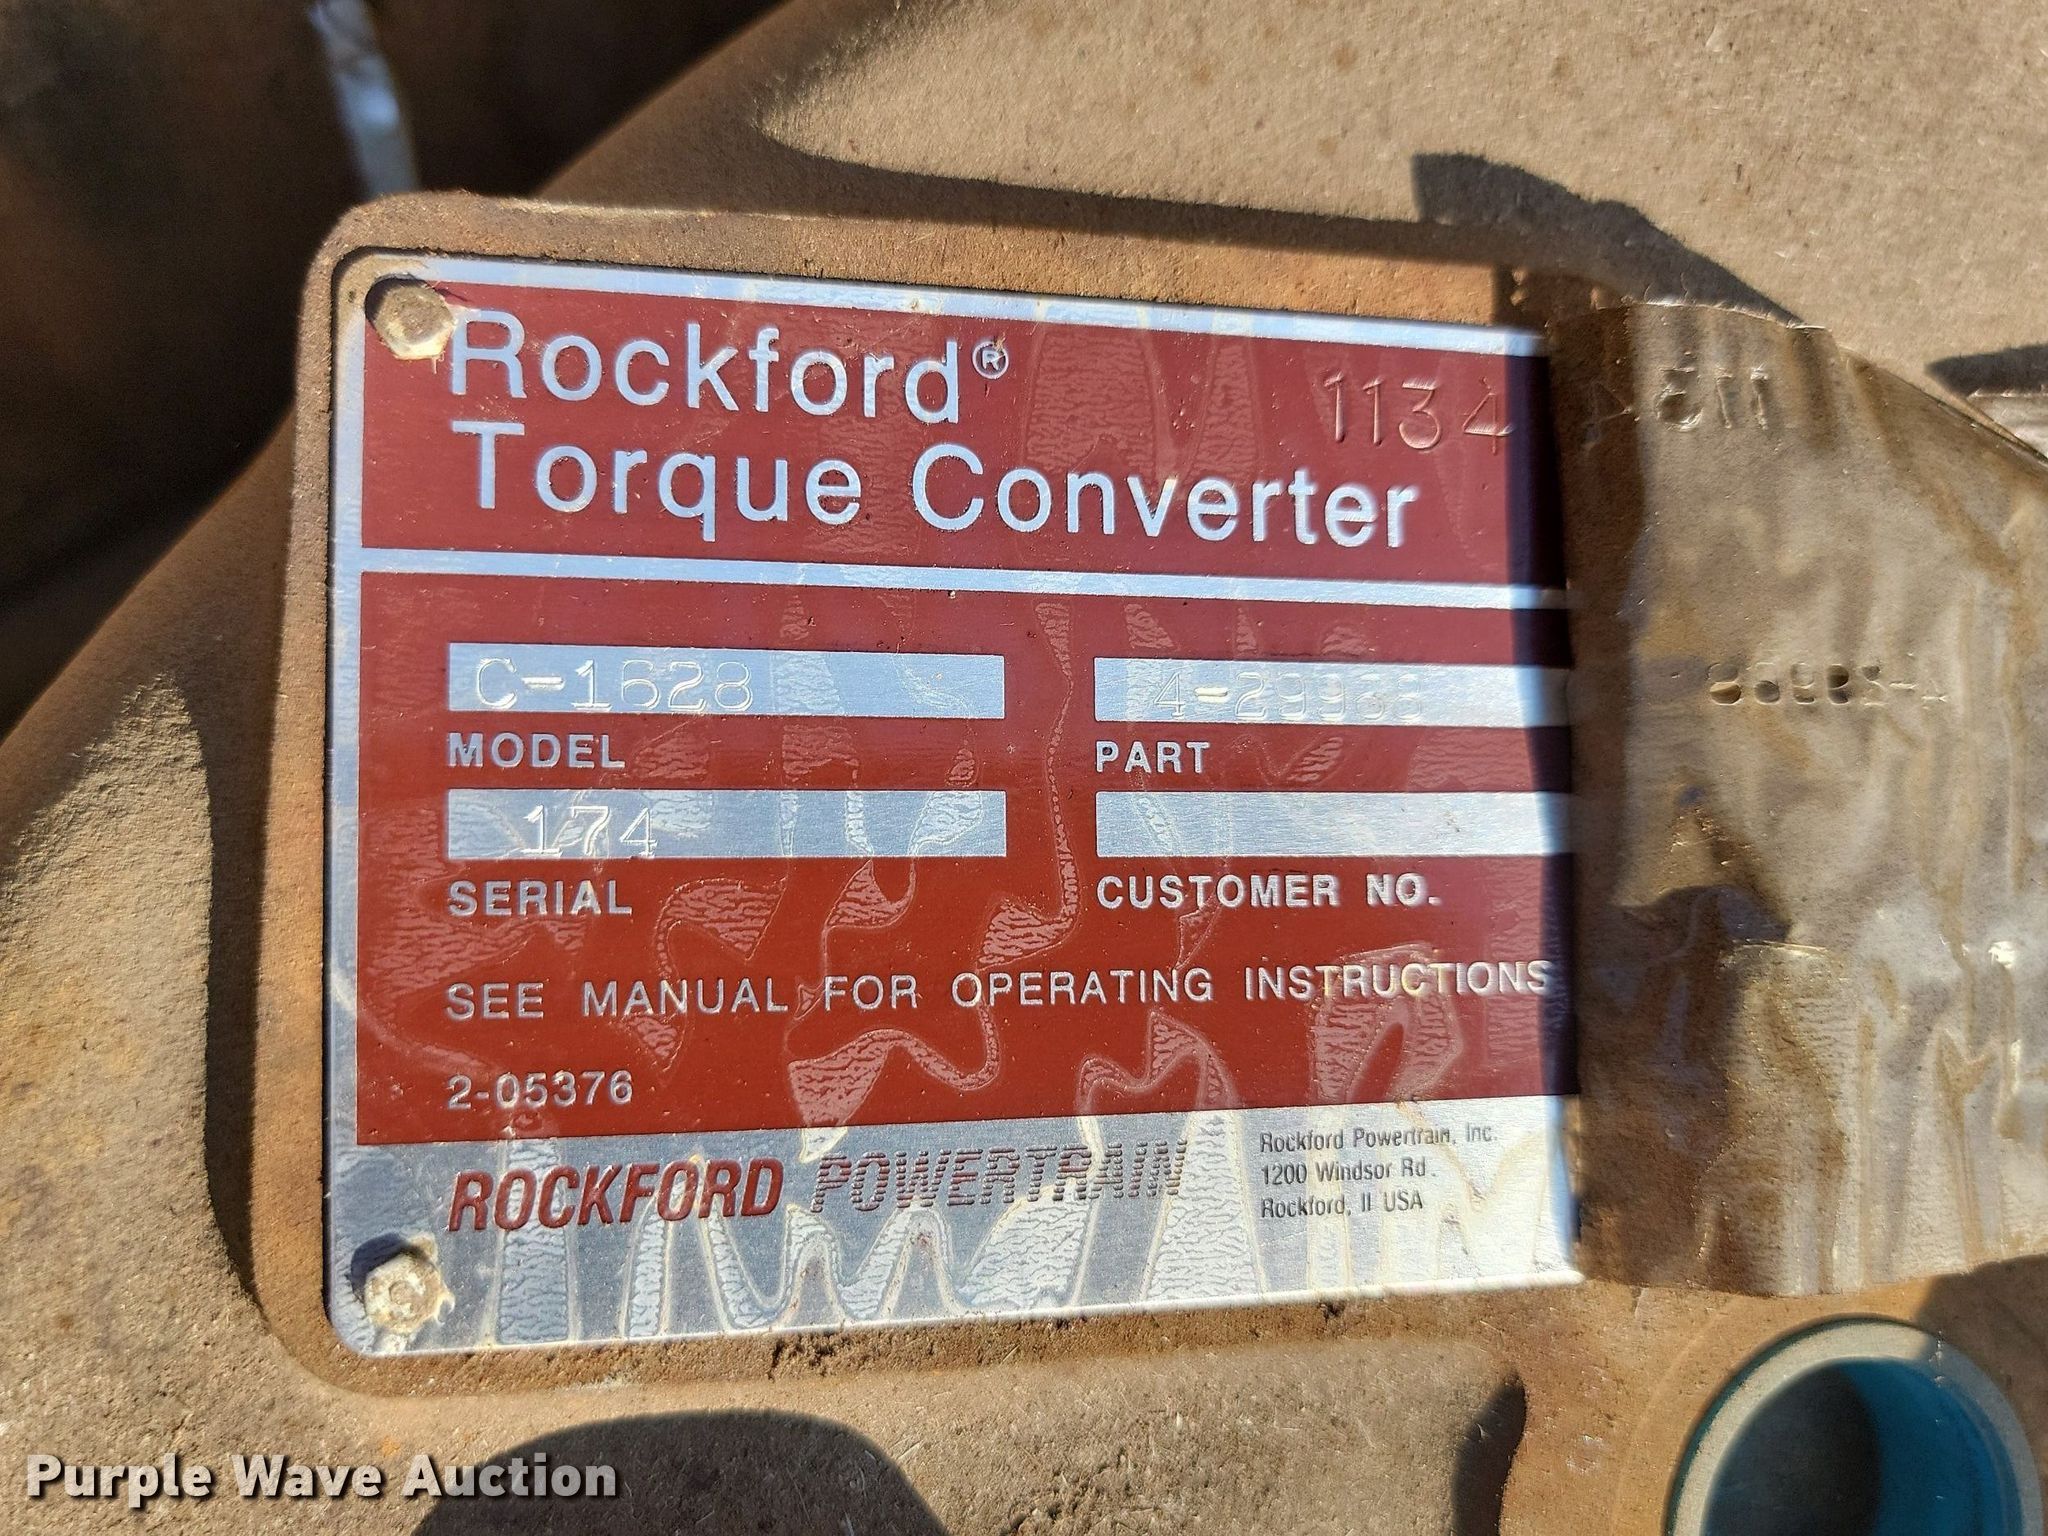 Rockford®
1134
Torque Converter
C-1628
4-29988
MODEL
PART
174
SERIAL
CUSTOMER NO.
SEE MANUAL FOR OPERATING INSTRUCTIONS
2-05376
ROCKFORD POWERTRAIN
Rockford Powertrain, Inc.
1200 Windsor Rd.
Rockford, Il USA
Purple Wave Auction